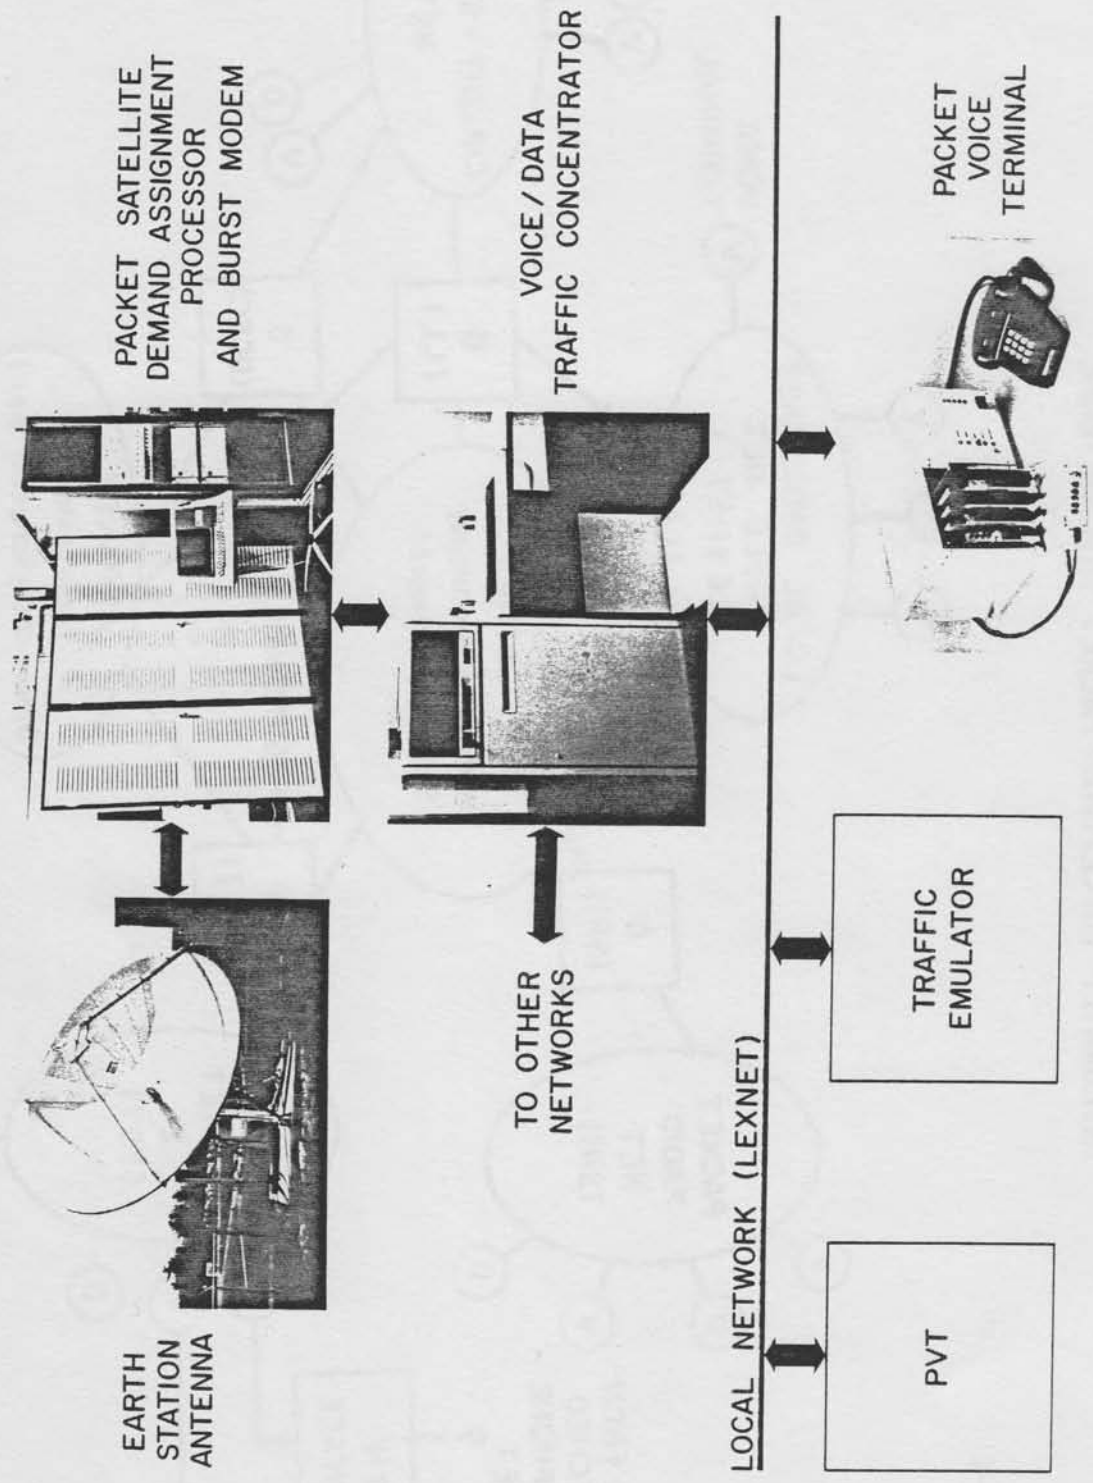 EARTH
STATION
ANTENNA
PACKET SATELLITE
DEMAND ASSIGNMENT
PROCESSOR
AND BURST MODEM
TO OTHER
NETWORKS
VOICE / DATA
TRAFFIC CONCENTRATOR
LOCAL NETWORK (LEXNET)
PVT
TRAFFIC
EMULATOR
PACKET
VOICE
TERMINAL